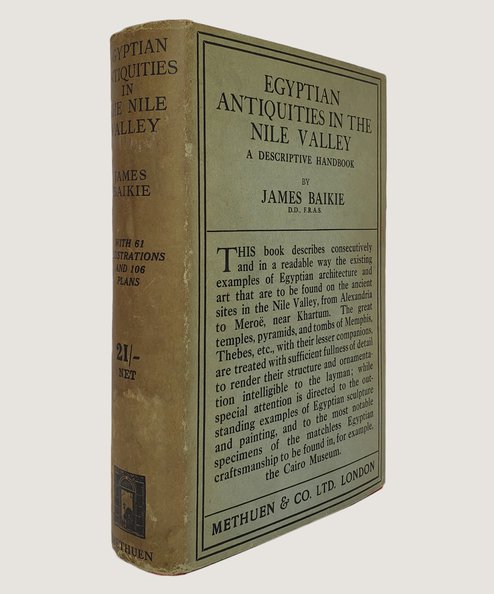 EGYPTIAN
ANTIQUITIES
IN
THE NILE
VALLEY
JAMES
BAIKIE
WITH 61
ILLUSTRATIONS
AND 106
PLANS
21/-
NET
METHUEN
EGYPTIAN
ANTIQUITIES IN THE
NILE VALLEY
A DESCRIPTIVE HANDBOOK
BY
JAMES BAIKIE
D.D., F.R.A.S.
THIS book describes consecutively
and in a readable way the existing
examples of Egyptian architecture and
art that are to be found on the ancient
sites in the Nile Valley, from Alexandria
to Meroë, near Khartum. The great
temples, pyramids, and tombs of Memphis,
Thebes, etc., with their lesser companions,
are treated with sufficient fullness of detail
to render their structure and ornamenta-
tion intelligible to the layman; while
special attention is directed to the out-
standing examples of Egyptian sculpture
and painting, and to the most notable
specimens of the matchless Egyptian
craftsmanship to be found in, for example,
the Cairo Museum.
METHUEN & CO. LTD. LONDON